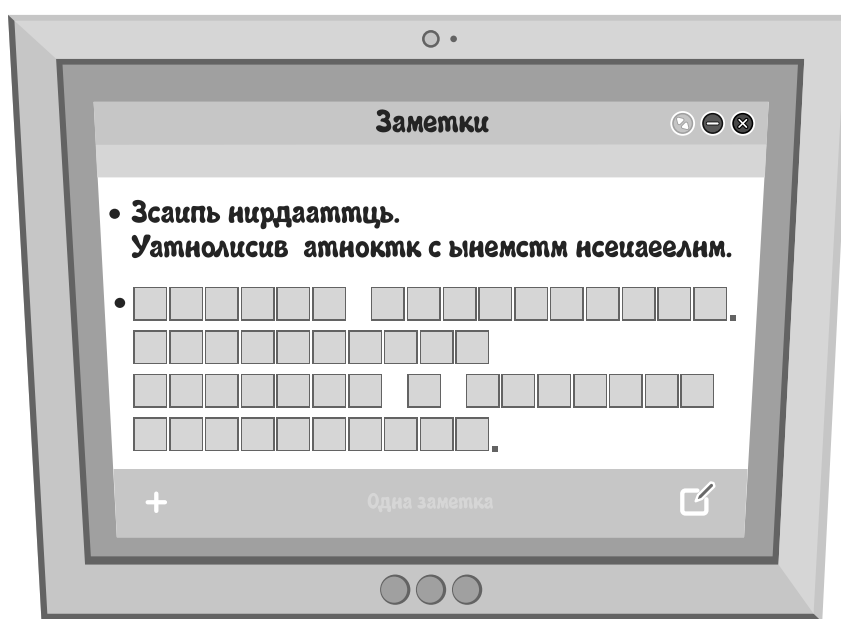 Заметки
• Зсаипь нирдааттць.
Уатнолисив атноктк с ынемстм нсеиаеелнм.
Одна заметка